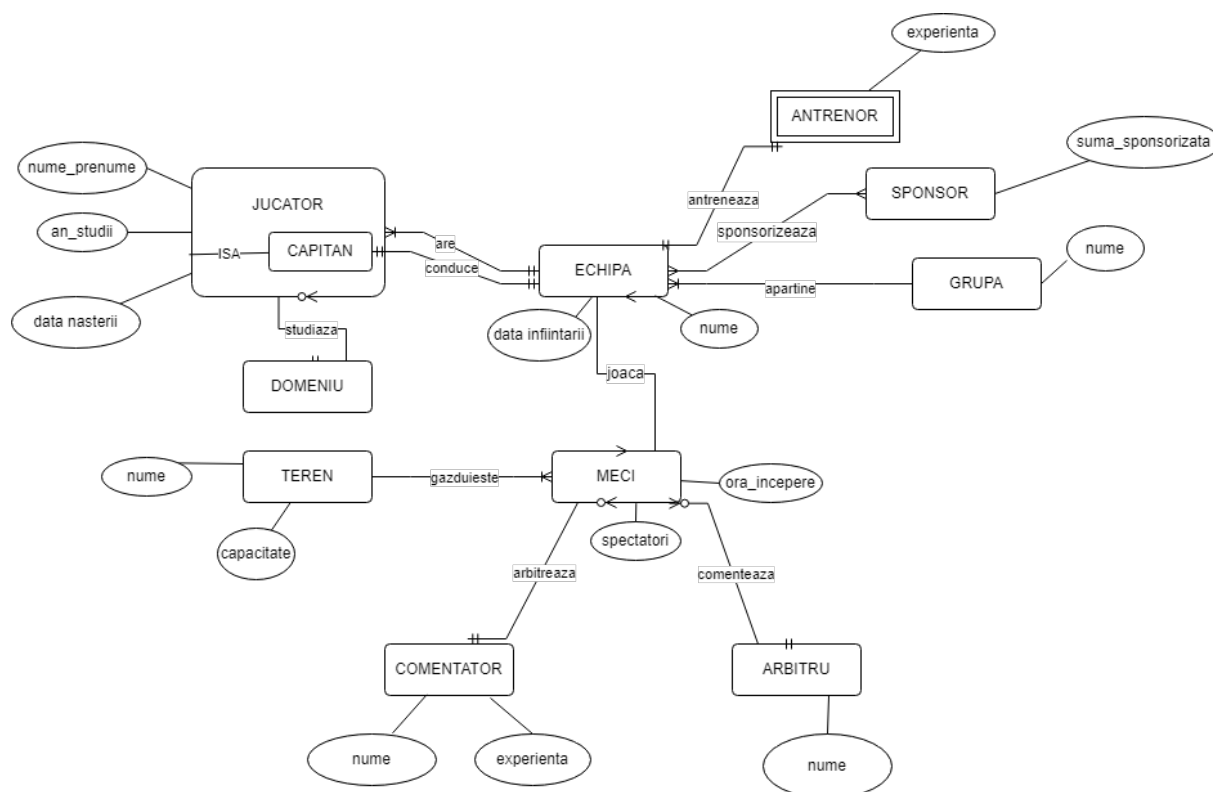 experienta
ANTRENOR
suma_sponsorizata
nume_prenume
JUCATOR
SPONSOR
antreneaza
an_studii
sponsorizeaza
are
ISA
CAPITAN
nume
conduce
ECHIPA
GRUPA
apartine
data nasterii
studiaza
data infiintarii
nume
joaca
DOMENIU
nume
TEREN
gazduieste
MECI
ora_incepere
capacitate
spectatori
arbitreaza
comenteaza
COMENTATOR
ARBITRU
nume
experienta
nume